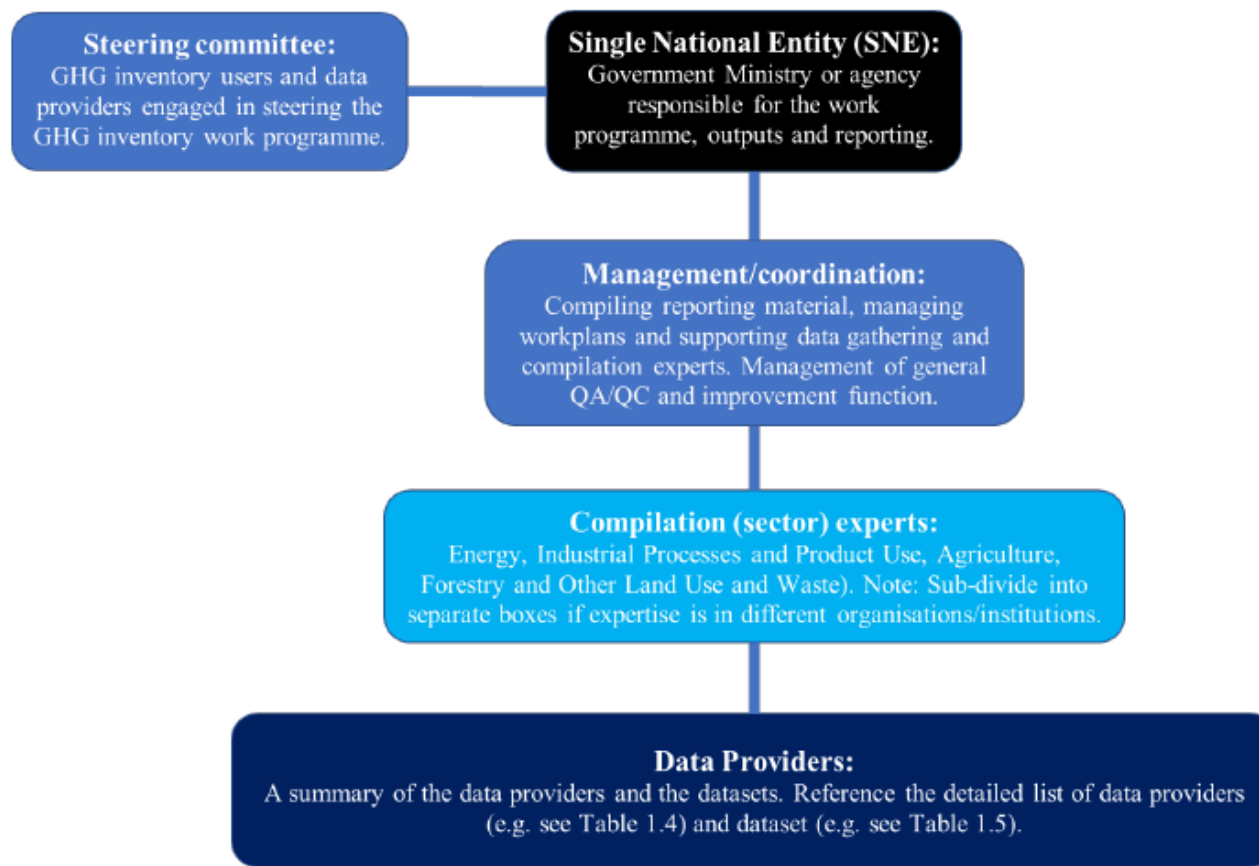 Steering committee:
GHG inventory users and data
providers engaged in steering the
GHG inventory work programme.
Single National Entity (SNE):
Government Ministry or agency
responsible for the work
programme, outputs and reporting.
Management/coordination:
Compiling reporting material, managing
workplans and supporting data gathering and
compilation experts. Management of general
QA/QC and improvement function.
Compilation (sector) experts:
Energy, Industrial Processes and Product Use, Agriculture,
Forestry and Other Land Use and Waste). Note: Sub-divide into
separate boxes if expertise is in different organisations/institutions.
Data Providers:
A summary of the data providers and the datasets. Reference the detailed list of data providers
(e.g. see Table 1.4) and dataset (e.g. see Table 1.5).